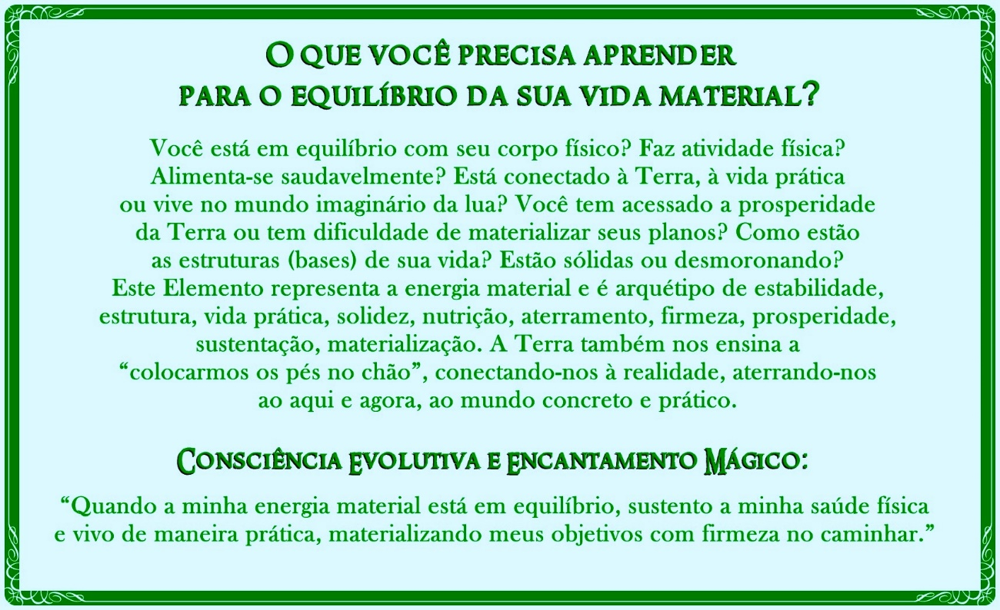 O que você precisa aprender
para o equilíbrio da sua vida material?
Você está em equilíbrio com seu corpo físico? Faz atividade física?
Alimenta-se saudavelmente? Está conectado à Terra, à vida prática
ou vive no mundo imaginário da lua? Você tem acessado a prosperidade
da Terra ou tem dificuldade de materializar seus planos? Como estão
as estruturas (bases) de sua vida? Estão sólidas ou desmoronando?
Este Elemento representa a energia material e é arquétipo de estabilidade,
estrutura, vida prática, solidez, nutrição, aterramento, firmeza, prosperidade,
sustentação, materialização. A Terra também nos ensina a
“colocarmos os pés no chão”, conectando-nos à realidade, aterrando-nos
ao aqui e agora, ao mundo concreto e prático.
Consciência Evolutiva e Encantamento Mágico:
“Quando a minha energia material está em equilíbrio, sustento a minha saúde física
e vivo de maneira prática, materializando meus objetivos com firmeza no caminhar.”